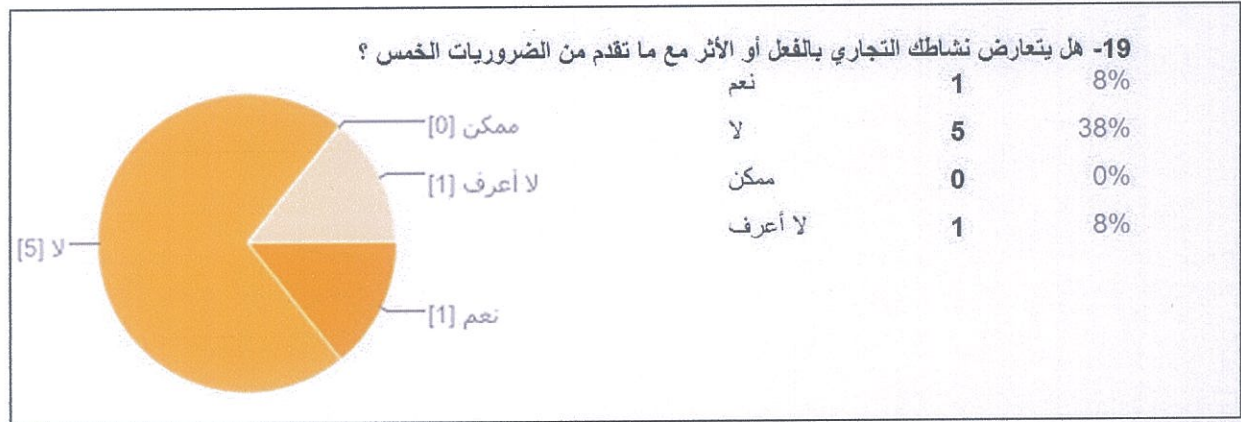 19- هل يتعارض نشاطك التجاري بالفعل أو الأثر مع ما تقدم من الضروريات الخمس ؟
نعم 1 8%
لا 5 38%
ممكن 0 0%
لا أعرف 1 8%
ممكن [0]
لا أعرف [1]
لا [5]
نعم [1]